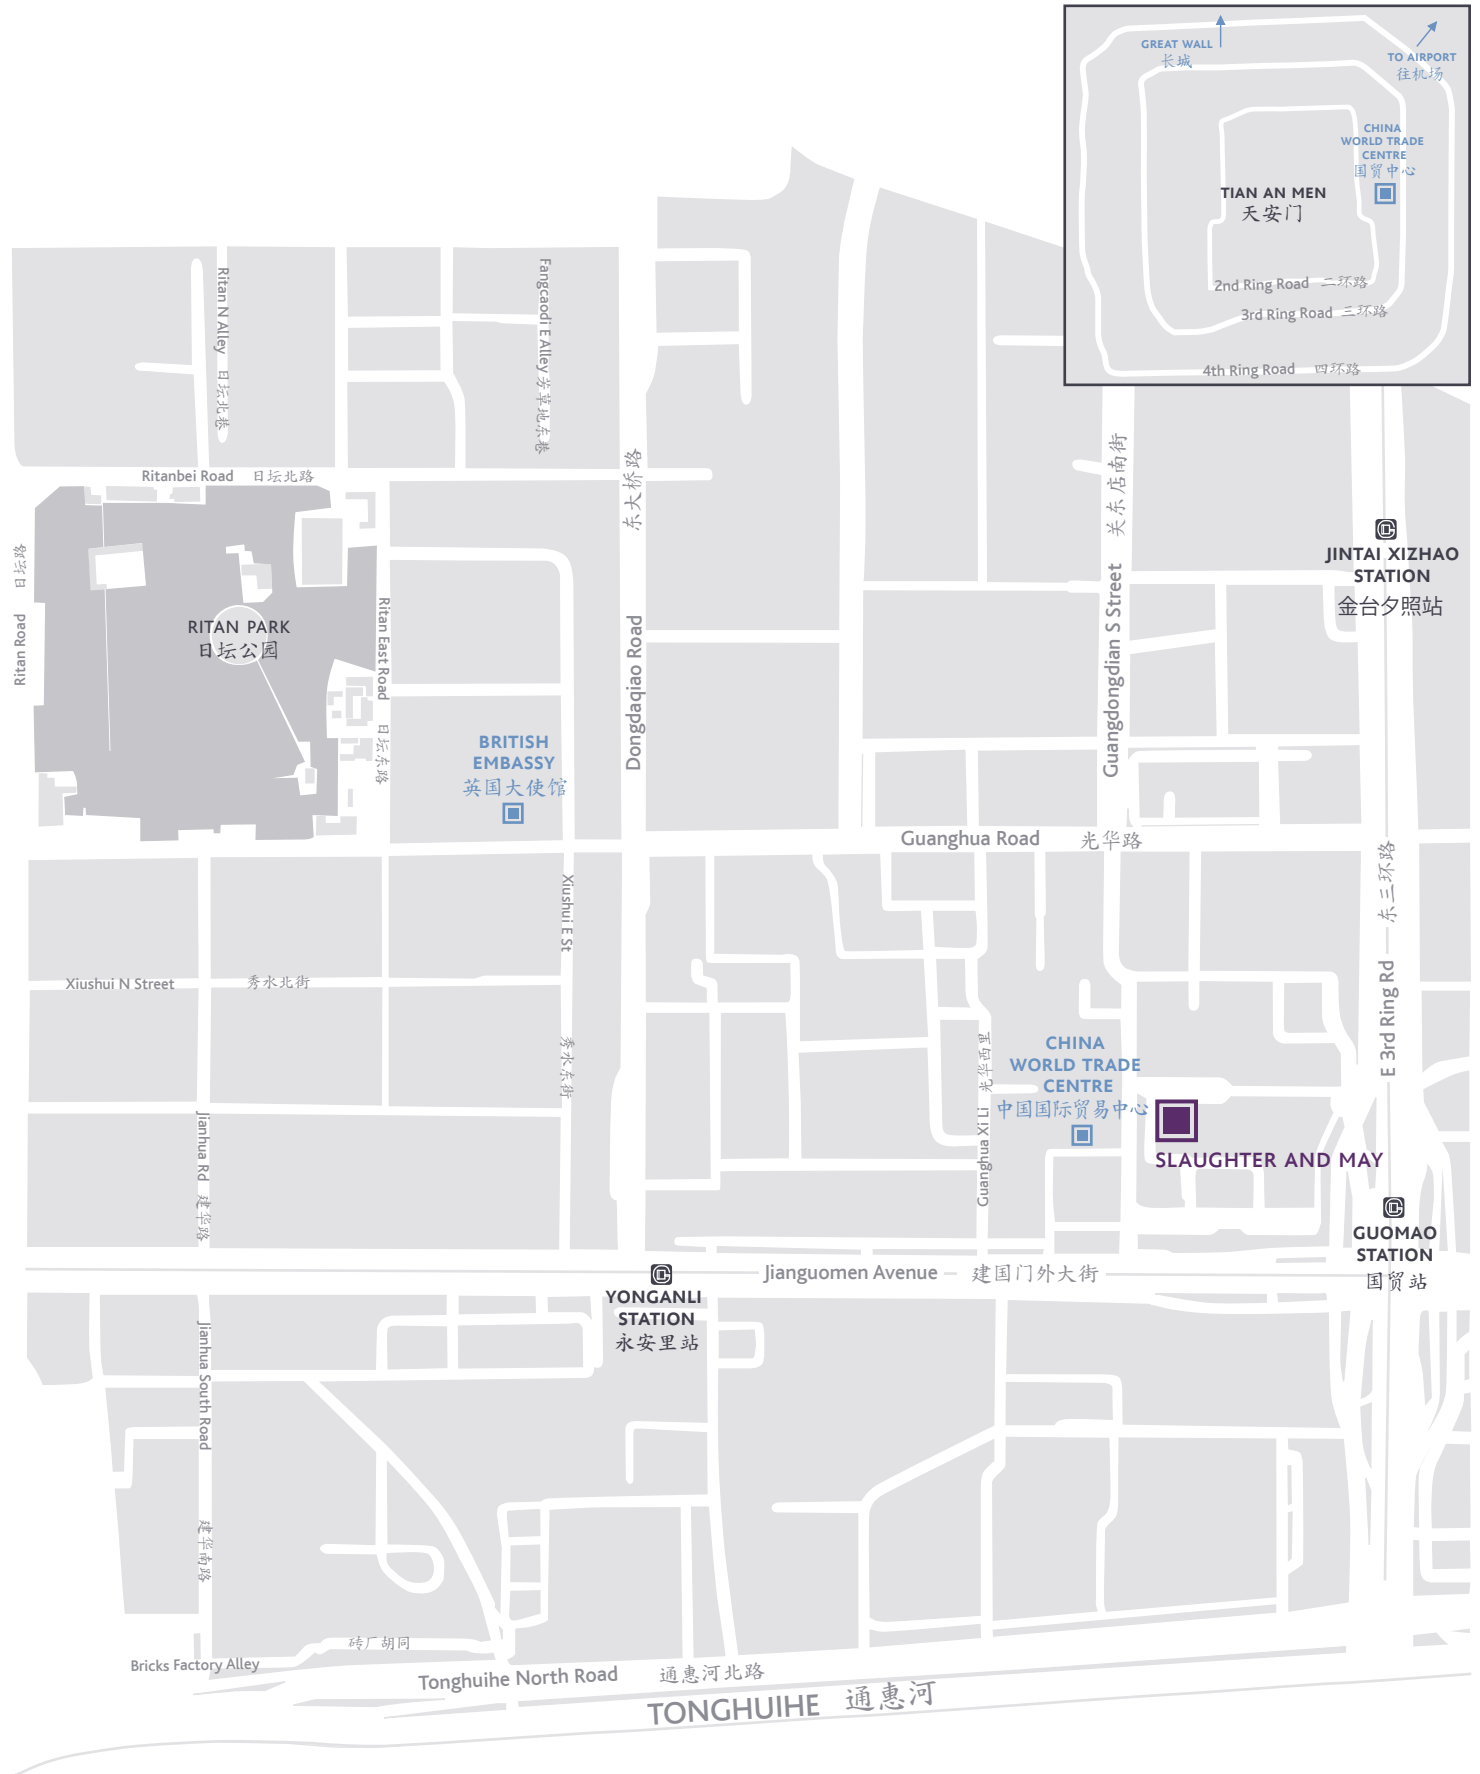 GREAT WALL
长城
TO AIRPORT
往机场
CHINA
WORLD TRADE
CENTRE
国贸中心
TIAN AN MEN
天安门
2nd Ring Road 二环路
3rd Ring Road 三环路
4th Ring Road 四环路
Ritan N Alley 日坛北巷
Fangcaodi E Alley 芳草地东巷
Ritanbei Road 日坛北路
东大桥路
Dongdaqiao Road
关东店南街
Guangdongdian S Street
JINTAI XIZHAO
STATION
金台夕照站
日坛路
Ritan Road
RITAN PARK
日坛公园
Ritan East Road 日坛东路
BRITISH
EMBASSY
英国大使馆
Guanghua Road 光华路
东三环路
E 3rd Ring Rd
Xiushui E St
秀水东街
Xiushui N Street 秀水北街
光华西里
Guanghua Xi Li
CHINA
WORLD TRADE
CENTRE
中国国际贸易中心
SLAUGHTER AND MAY
Jianhua Rd 建华路
GUOMAO
STATION
国贸站
Jianguomen Avenue 建国门外大街
YONGANLI
STATION
永安里站
Jianhua South Road
建华南路
砖厂胡同
Bricks Factory Alley
Tonghuihe North Road 通惠河北路
TONGHUIHE 通惠河